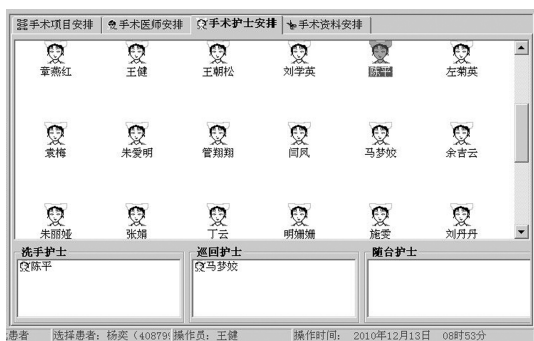 手术项目安排 手术医师安排 手术护士安排 手术资料安排
章燕红 王健 王朝松 刘学英 陈平 左菊英
袁梅 朱爱明 管翔翔 闫凤 马梦姣 余吉云
朱丽娅 张婧 丁云 明姗姗 施爱 刘丹丹
洗手护士 巡回护士 随台护士
陈平 马梦姣
患者 选择患者: 杨奕 (408795 操作员: 王健 操作时间: 2010年12月13日 08时53分